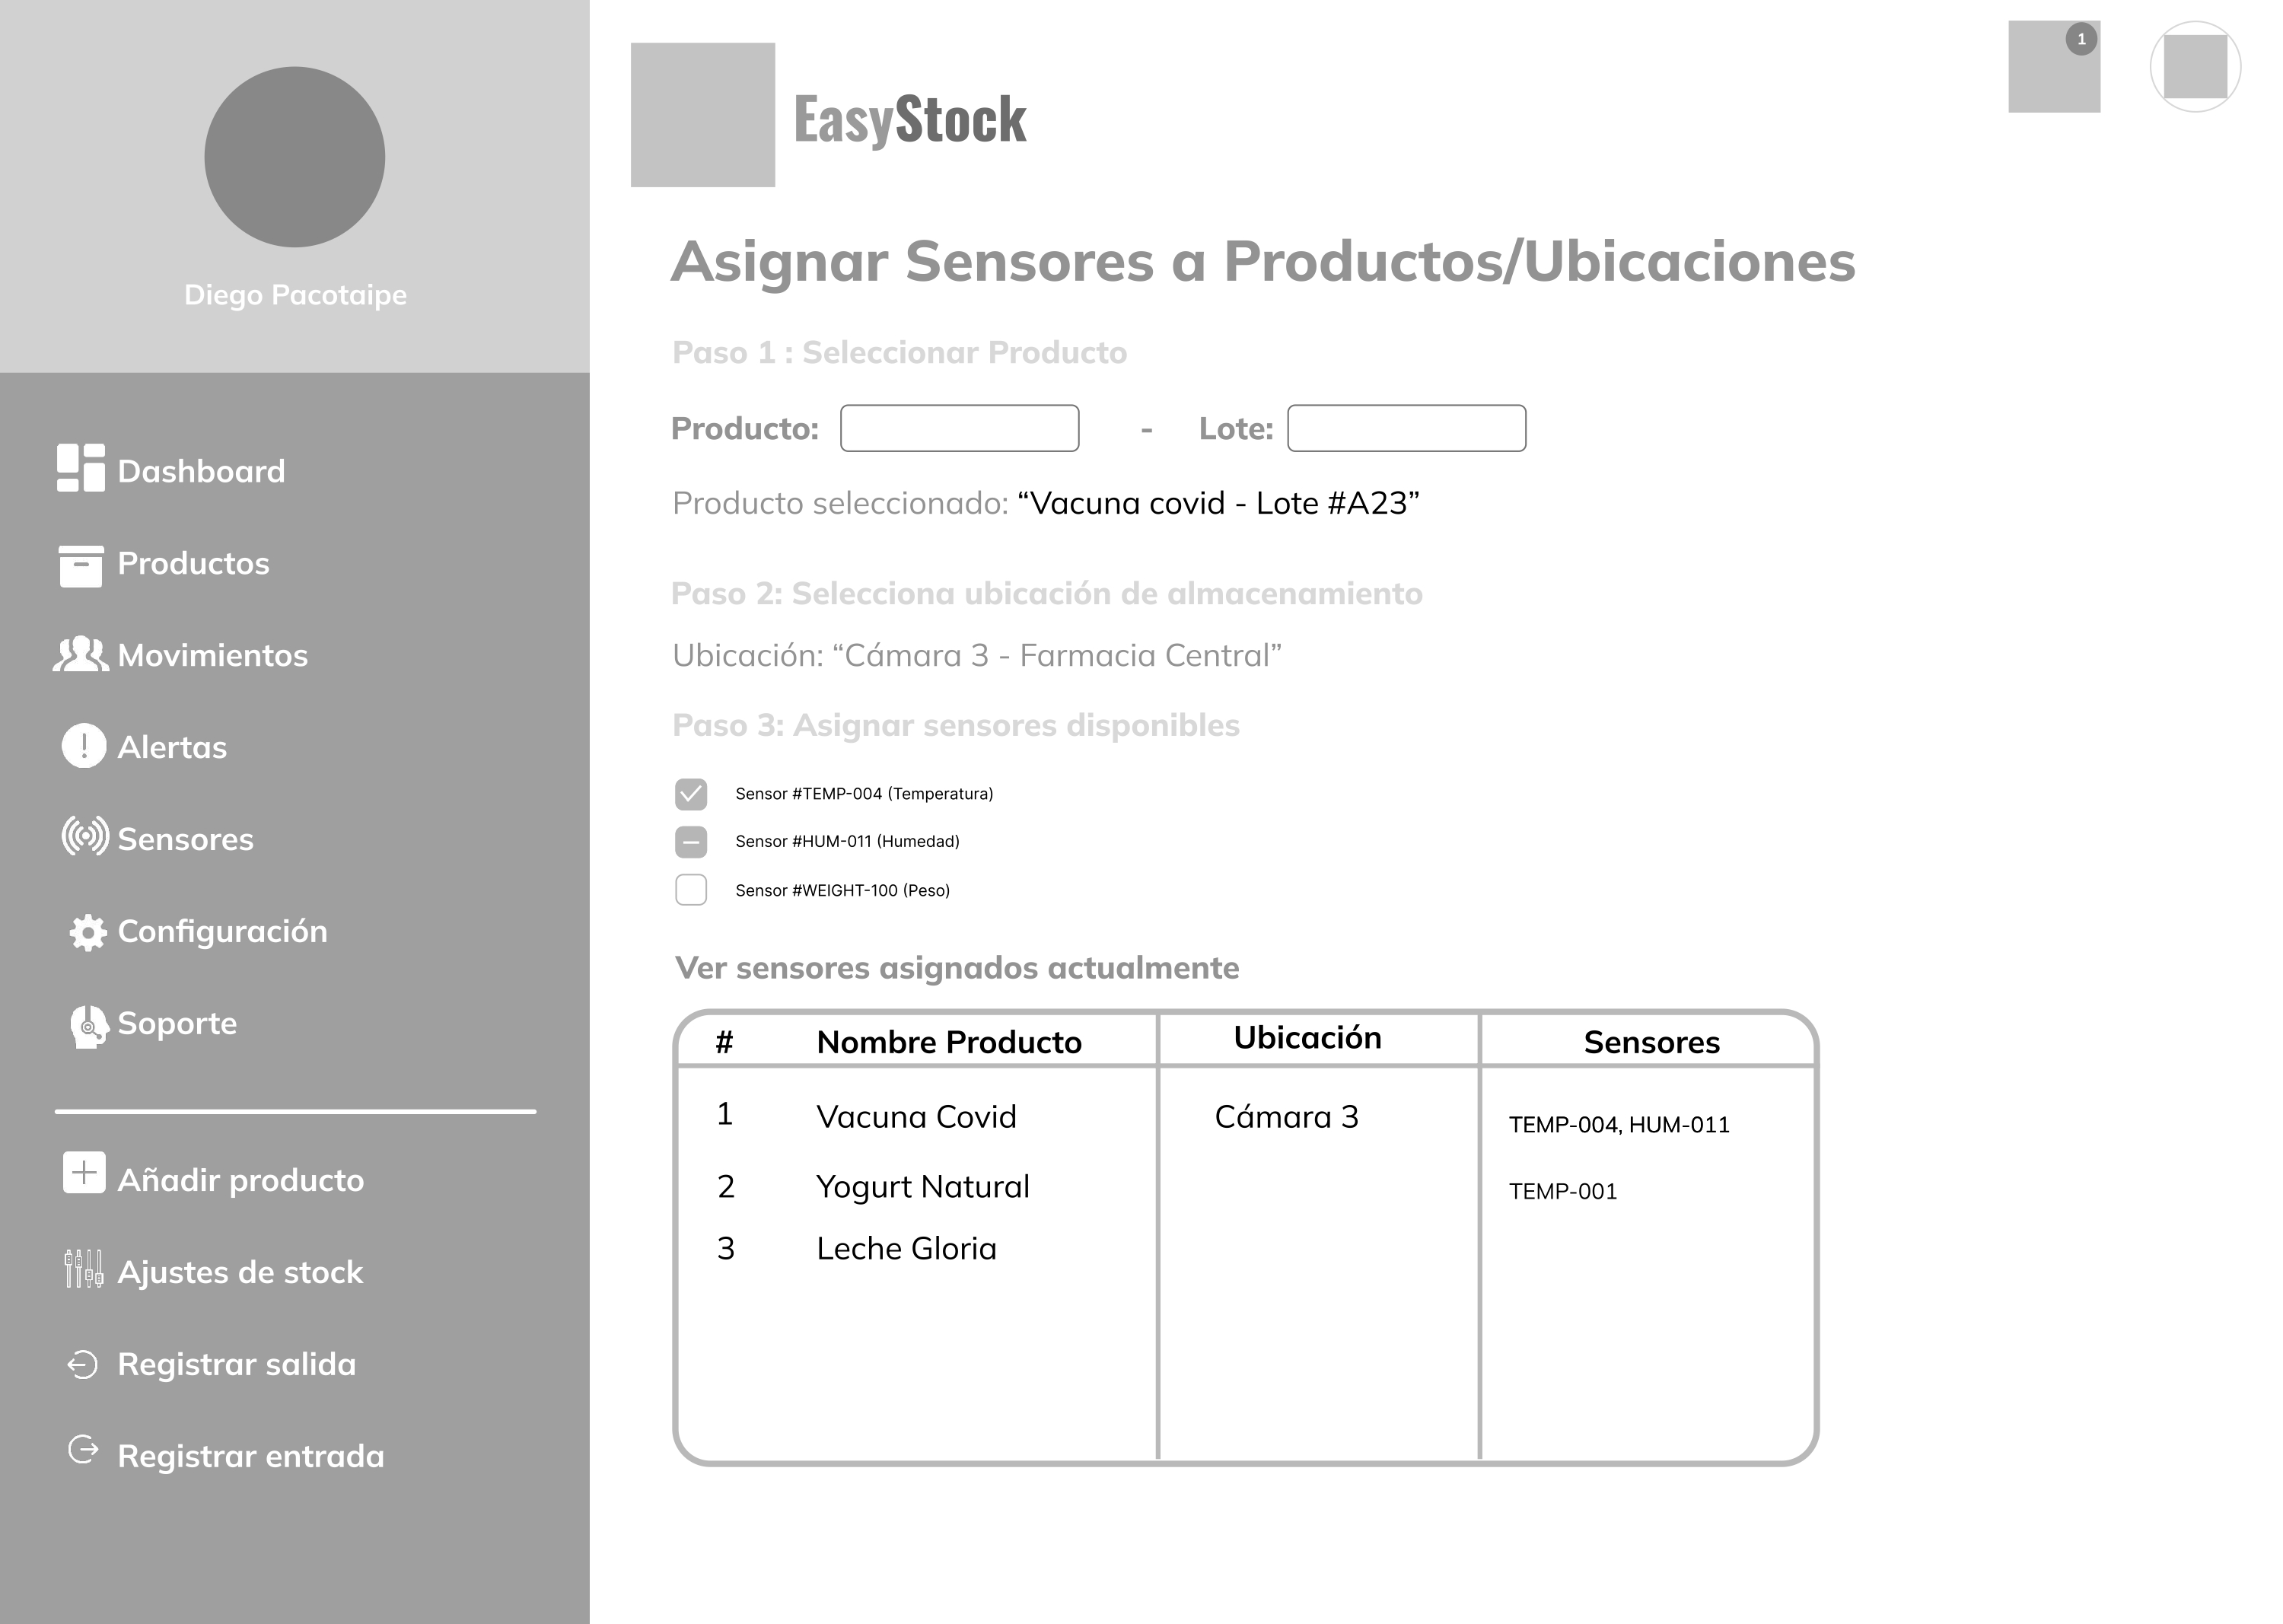 Diego Pacotaipe
Dashboard
Productos
Movimientos
Alertas
Sensores
Configuración
Soporte
Añadir producto
Ajustes de stock
Registrar salida
Registrar entrada
EasyStock
1
Asignar Sensores a Productos/Ubicaciones
Paso 1 : Seleccionar Producto
Producto: - Lote:
Producto seleccionado: “Vacuna covid - Lote #A23”
Paso 2: Selecciona ubicación de almacenamiento
Ubicación: “Cámara 3 - Farmacia Central”
Paso 3: Asignar sensores disponibles
Sensor #TEMP-004 (Temperatura)
Sensor #HUM-011 (Humedad)
Sensor #WEIGHT-100 (Peso)
Ver sensores asignados actualmente
# Nombre Producto Ubicación Sensores
1 Vacuna Covid Cámara 3 TEMP-004, HUM-011
2 Yogurt Natural TEMP-001
3 Leche Gloria